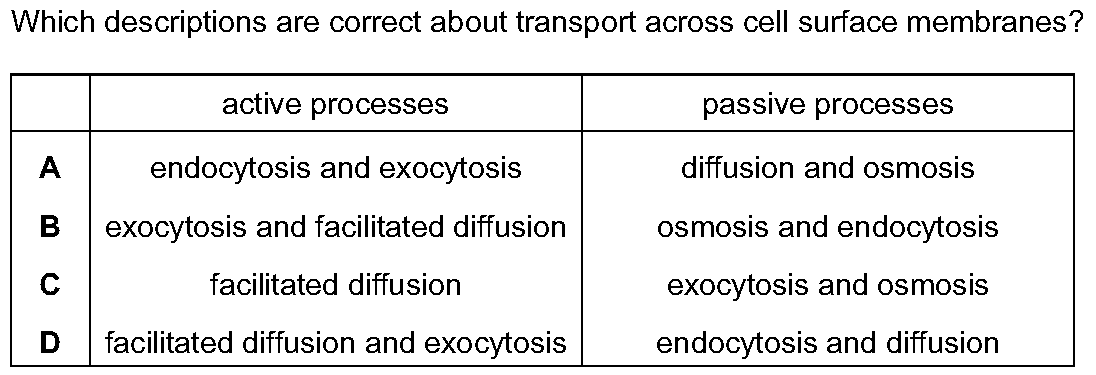 Which descriptions are correct about transport across cell surface membranes?
active processes passive processes
A endocytosis and exocytosis diffusion and osmosis
B exocytosis and facilitated diffusion osmosis and endocytosis
C facilitated diffusion exocytosis and osmosis
D facilitated diffusion and exocytosis endocytosis and diffusion